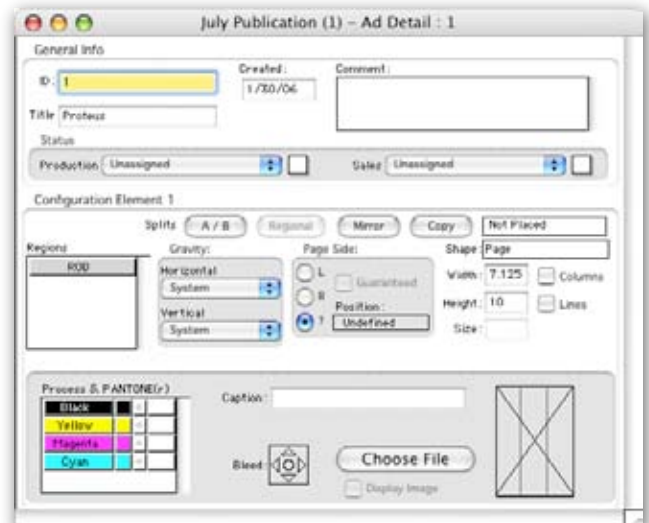 July Publication (1) – Ad Detail : 1
General Info
ID: 1
Created:
Comment:
1/30/06
Title Proteus
Status
Production Unassigned
Sales Unassigned
Configuration Element 1
Splits A / B Regional Mirror Copy Not Placed
Regions
ROD
Gravity:
Horizontal
System
Vertical
System
Page Side:
L
R
?
Guaranteed
Position:
Undefined
Shape: Page
Width: 7.125 Columns
Height: 10 Lines
Size:
Process & PANTONE(r)
Black
Yellow
Magenta
Cyan
Caption:
Bleed:
Choose File
Display Image